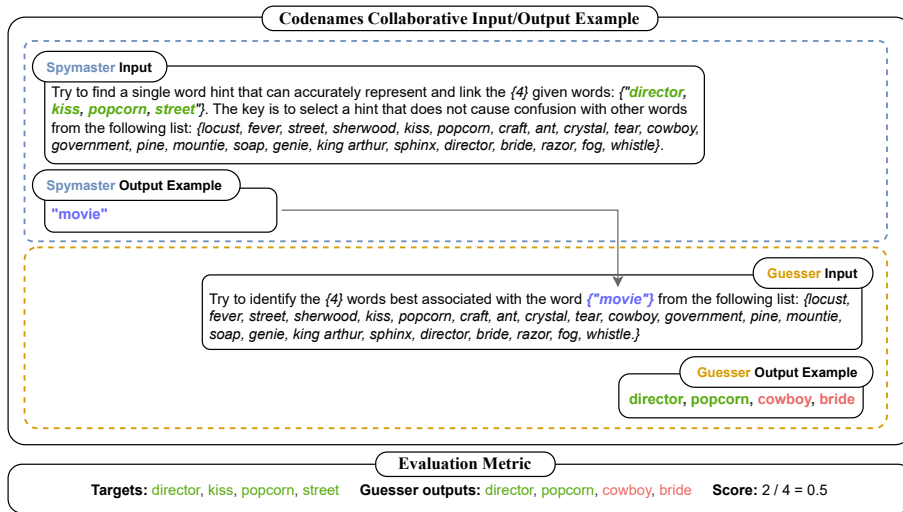 Codenames Collaborative Input/Output Example
Spymaster Input
Try to find a single word hint that can accurately represent and link the {4} given words: {"director,
kiss, popcorn, street"}. The key is to select a hint that does not cause confusion with other words
from the following list: {locust, fever, street, sherwood, kiss, popcorn, craft, ant, crystal, tear, cowboy,
government, pine, mountie, soap, genie, king arthur, sphinx, director, bride, razor, fog, whistle}.
Spymaster Output Example
"movie"
Guesser Input
Try to identify the {4} words best associated with the word {"movie"} from the following list: {locust,
fever, street, sherwood, kiss, popcorn, craft, ant, crystal, tear, cowboy, government, pine, mountie,
soap, genie, king arthur, sphinx, director, bride, razor, fog, whistle.}
Guesser Output Example
director, popcorn, cowboy, bride
Evaluation Metric
Targets: director, kiss, popcorn, street Guesser outputs: director, popcorn, cowboy, bride Score: 2 / 4 = 0.5